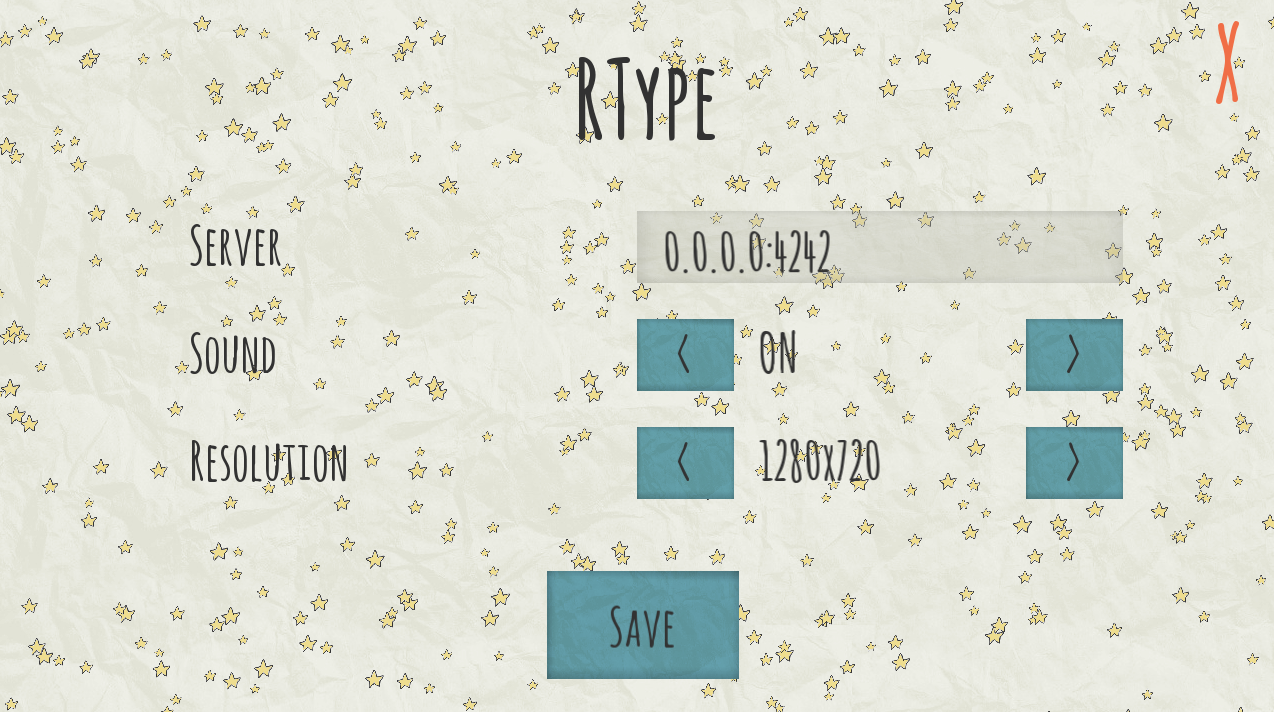 RType
X
Server 0.0.0.0:4242
Sound < ON >
Resolution < 1280x720 >
Save